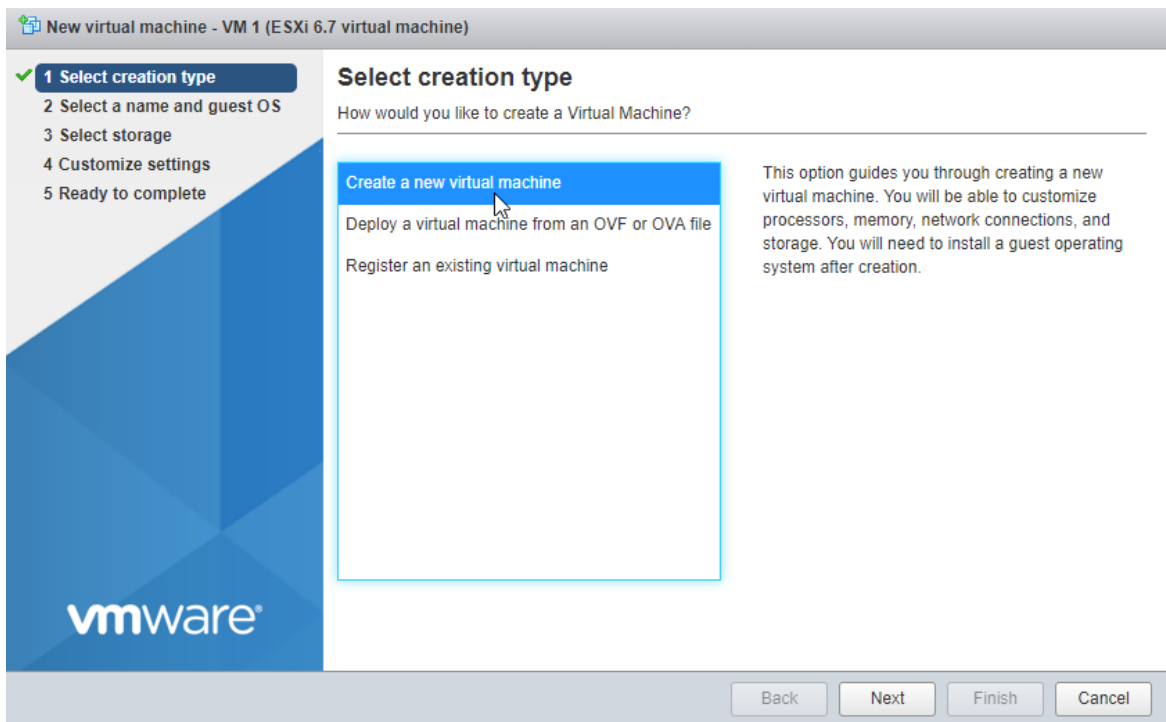 New virtual machine - VM 1 (ESXi 6.7 virtual machine)
1 Select creation type
2 Select a name and guest OS
3 Select storage
4 Customize settings
5 Ready to complete
vmware®
Select creation type
How would you like to create a Virtual Machine?
Create a new virtual machine
Deploy a virtual machine from an OVF or OVA file
Register an existing virtual machine
This option guides you through creating a new
virtual machine. You will be able to customize
processors, memory, network connections, and
storage. You will need to install a guest operating
system after creation.
Back Next Finish Cancel